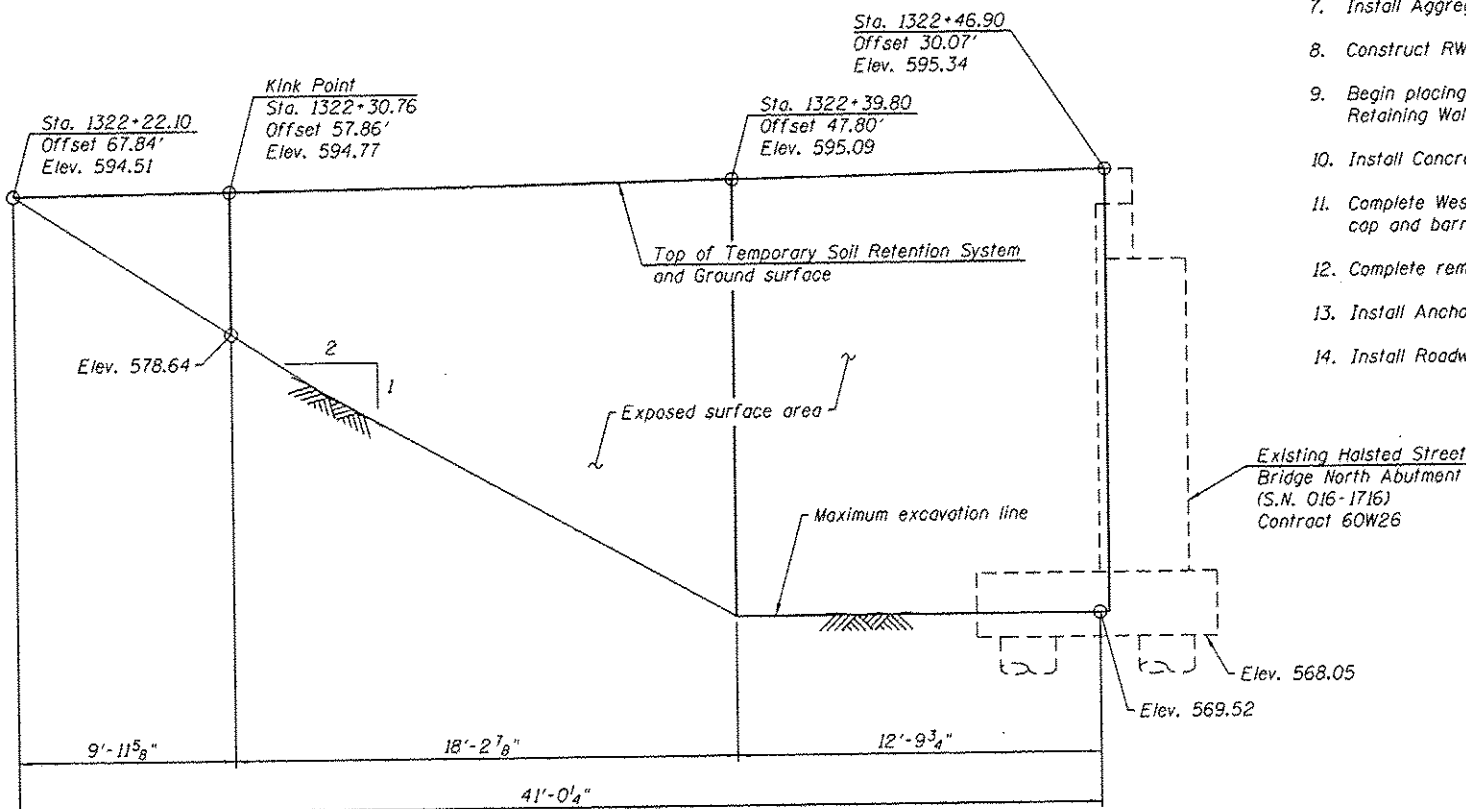 Sta. 1322+22.10
Offset 67.84'
Elev. 594.51
Kink Point
Sta. 1322+30.76
Offset 57.86'
Elev. 594.77
Sta. 1322+39.80
Offset 47.80'
Elev. 595.09
Sta. 1322+46.90
Offset 30.07'
Elev. 595.34
Top of Temporary Soil Retention System
and Ground surface
Elev. 578.64
2
1
Exposed surface area
Maximum excavation line
Existing Halsted Street
Bridge North Abutment
(S.N. 016-1716)
Contract 60W26
Elev. 568.05
Elev. 569.52
9'-11⅝"
18'-2⅞"
12'-9¾"
41'-0¼"
7. Install Aggreg
8. Construct RW
9. Begin placing
Retaining Wal
10. Install Concre
11. Complete Wes
cap and barr
12. Complete rem
13. Install Ancho
14. Install Roadw